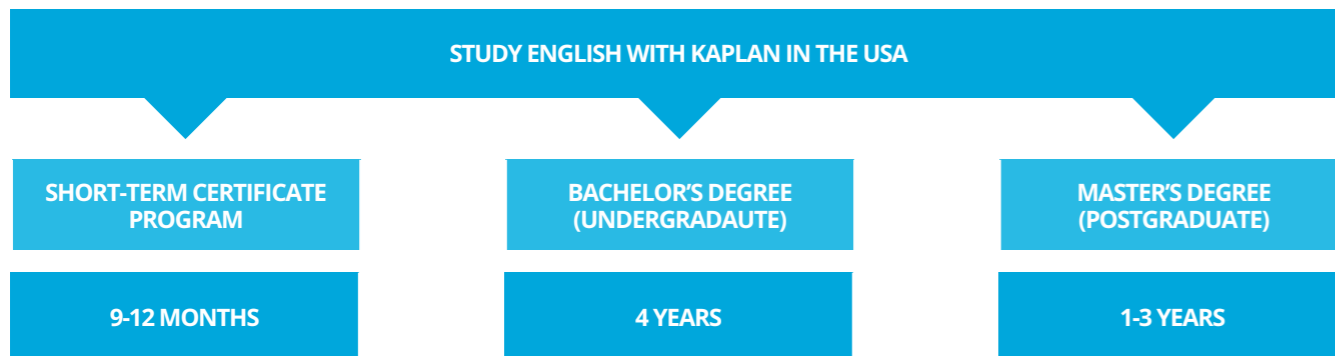 STUDY ENGLISH WITH KAPLAN IN THE USA
SHORT-TERM CERTIFICATE
PROGRAM
BACHELOR’S DEGREE
(UNDERGRADAUTE)
MASTER’S DEGREE
(POSTGRADUATE)
9-12 MONTHS
4 YEARS
1-3 YEARS